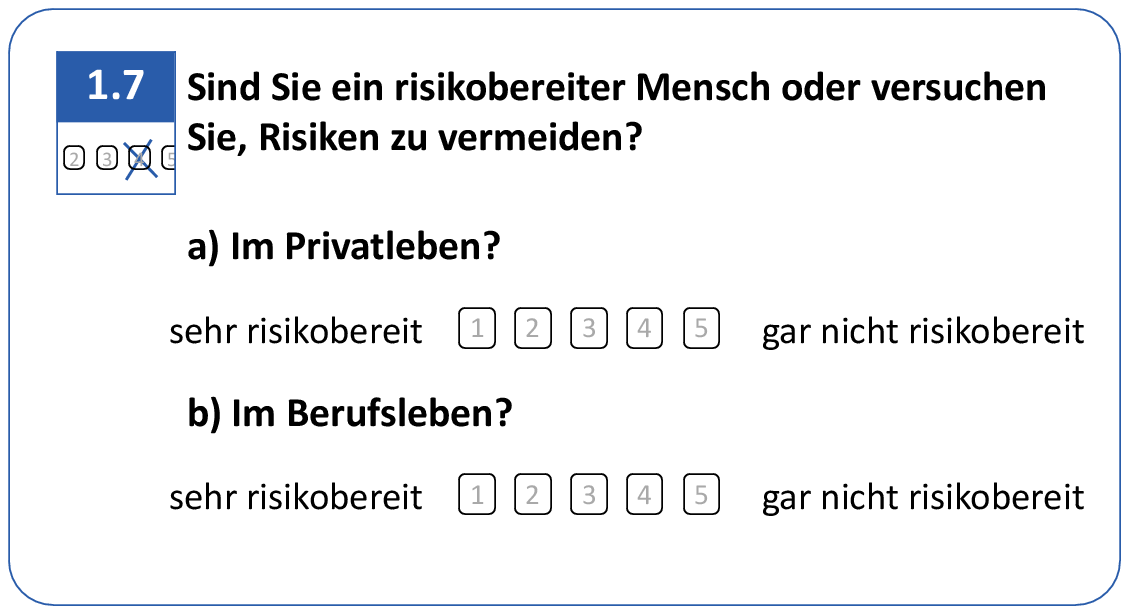 1.7
Sind Sie ein risikobereiter Mensch oder versuchen
Sie, Risiken zu vermeiden?
2 3 4 5
a) Im Privatleben?
sehr risikobereit 1 2 3 4 5 gar nicht risikobereit
b) Im Berufsleben?
sehr risikobereit 1 2 3 4 5 gar nicht risikobereit